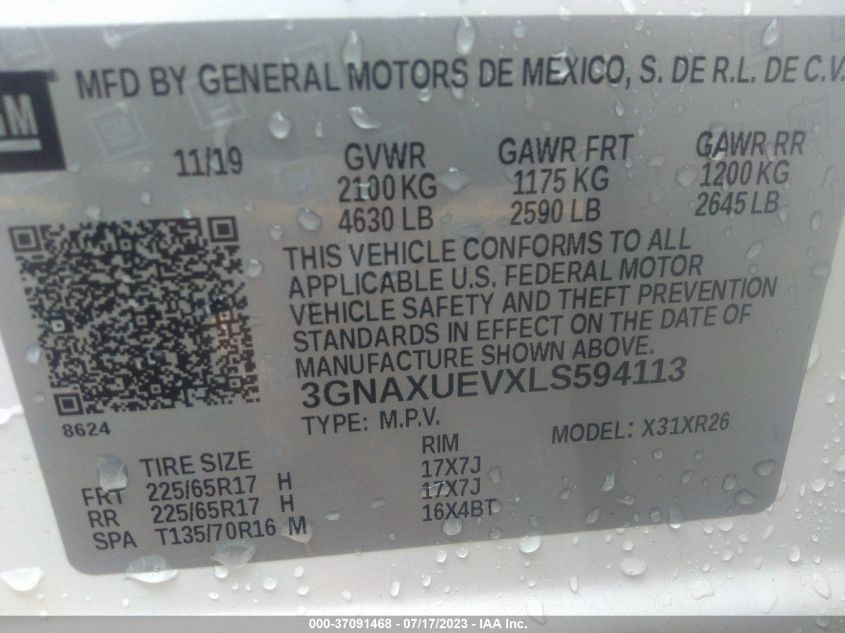 GM
MFD BY GENERAL MOTORS DE MEXICO, S. DE R.L. DE C.V.
11/19 GVWR GAWR FRT GAWR RR
2100 KG 1175 KG 1200 KG
4630 LB 2590 LB 2645 LB
THIS VEHICLE CONFORMS TO ALL
APPLICABLE U.S. FEDERAL MOTOR
VEHICLE SAFETY AND THEFT PREVENTION
STANDARDS IN EFFECT ON THE DATE OF
MANUFACTURE SHOWN ABOVE.
3GNAXUEVXLS594113
8624 TYPE: M.P.V. MODEL: X31XR26
TIRE SIZE RIM
FRT 225/65R17 H 17X7J
RR 225/65R17 H 17X7J
SPA T135/70R16 M 16X4BT
000-37091468 - 07/17/2023 - IAA Inc.